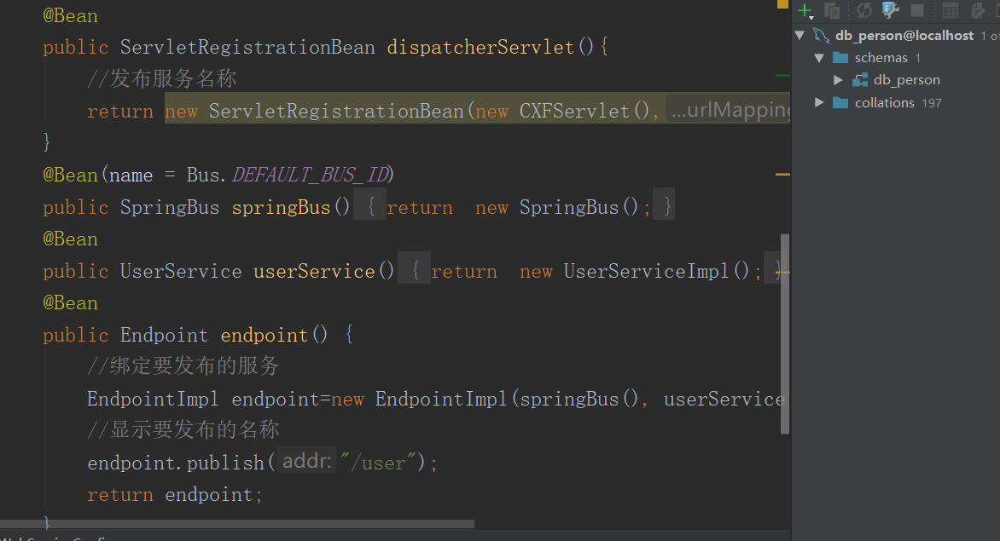 @Bean
public ServletRegistrationBean dispatcherServlet(){
//发布服务名称
return new ServletRegistrationBean(new CXFServlet(), ...urlMapping
}
@Bean(name = Bus.DEFAULT_BUS_ID)
public SpringBus springBus() { return  new SpringBus(); }
@Bean
public UserService userService() { return  new UserServiceImpl(); }
@Bean
public Endpoint endpoint() {
//绑定要发布的服务
EndpointImpl endpoint=new EndpointImpl(springBus(), userService
//显示要发布的名称
endpoint.publish( addr: "/user");
return endpoint;
}
db_person@localhost 1 o
schemas 1
db_person
collations 197